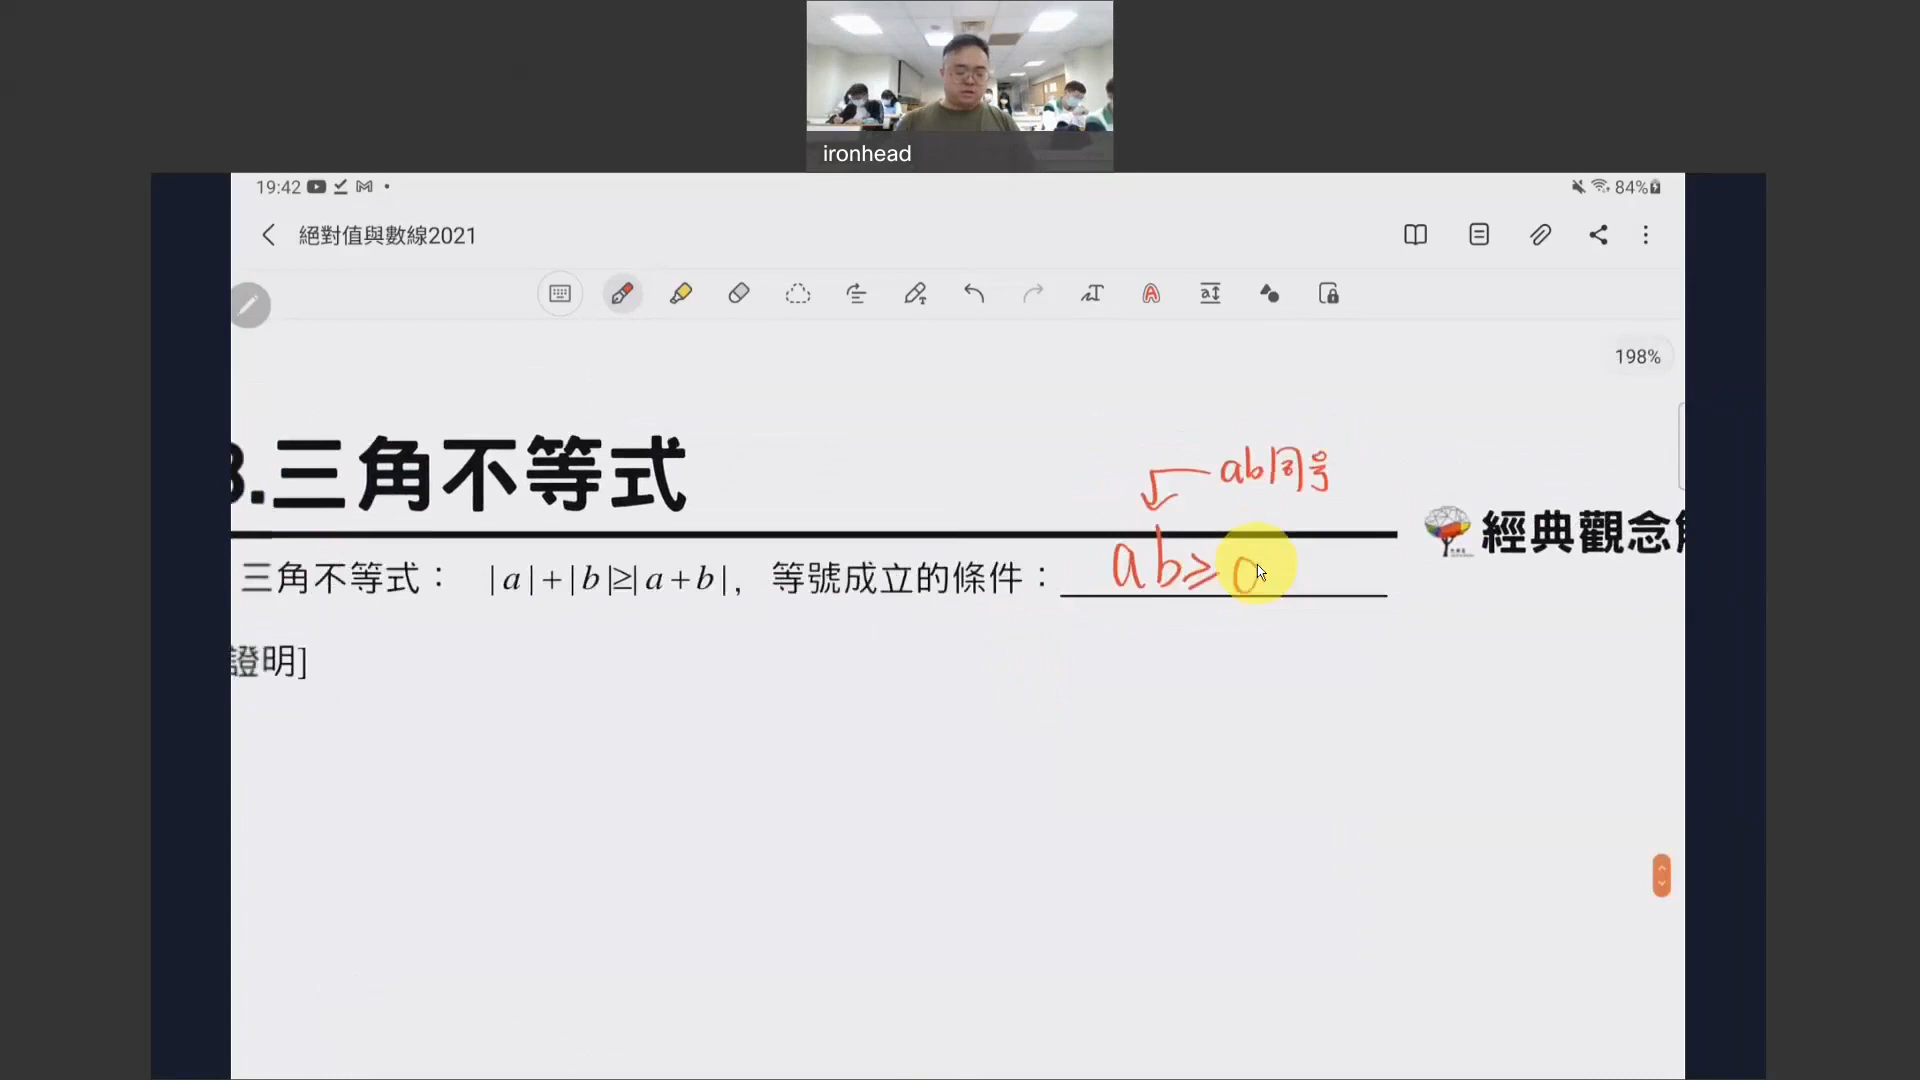 ironhead
19:42
84%
絕對值與數線2021
198%
3.三角不等式
ab同号
經典觀念
三角不等式： |a|+|b|≥|a+b|， 等號成立的條件： ab≥0
證明]